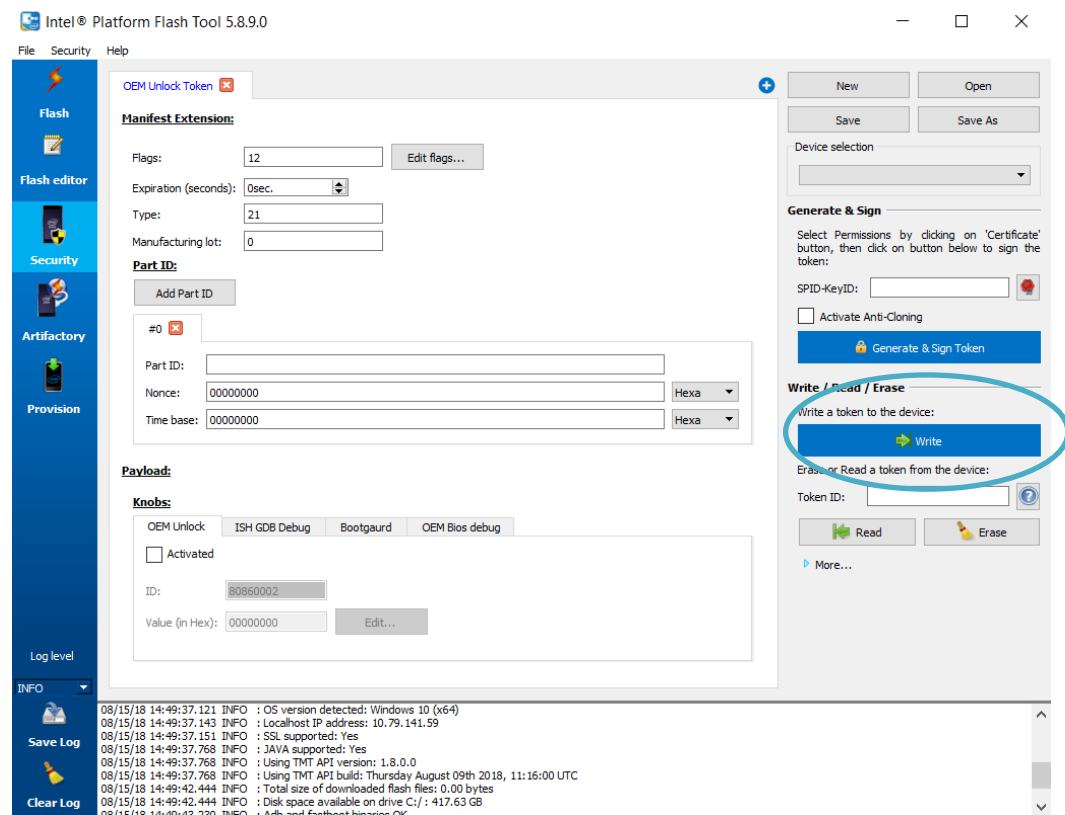 Intel® Platform Flash Tool 5.8.9.0
File Security Help
Flash
Flash editor
Security
Artifactory
Provision
Log level
INFO
Save Log
Clear Log
OEM Unlock Token
Manifest Extension:
Flags: 12 Edit flags...
Expiration (seconds): 0sec.
Type: 21
Manufacturing lot: 0
Part ID:
Add Part ID
#0
Part ID:
Nonce: 00000000 Hexa
Time base: 00000000 Hexa
Payload:
Knobs:
OEM Unlock ISH GDB Debug Bootgaurd OEM Bios debug
Activated
ID: 80860002
Value (in Hex): 00000000 Edit...
New Open
Save Save As
Device selection
Generate & Sign
Select Permissions by clicking on 'Certificate'
button, then click on button below to sign the
token:
SPID-KeyID:
Activate Anti-Cloning
Generate & Sign Token
Write / Read / Erase
Write a token to the device:
Write
Erase or Read a token from the device:
Token ID:
Read Erase
More...
08/15/18 14:49:37.121 INFO : OS version detected: Windows 10 (x64)
08/15/18 14:49:37.143 INFO : Localhost IP address: 10.79.141.59
08/15/18 14:49:37.151 INFO : SSL supported: Yes
08/15/18 14:49:37.768 INFO : JAVA supported: Yes
08/15/18 14:49:37.768 INFO : Using TMT API version: 1.8.0.0
08/15/18 14:49:37.768 INFO : Using TMT API build: Thursday August 09th 2018, 11:16:00 UTC
08/15/18 14:49:42.444 INFO : Total size of downloaded flash files: 0.00 bytes
08/15/18 14:49:42.444 INFO : Disk space available on drive C:/ : 417.63 GB
08/15/18 14:49:43.239 INFO : Adb and fastboot binaries OK